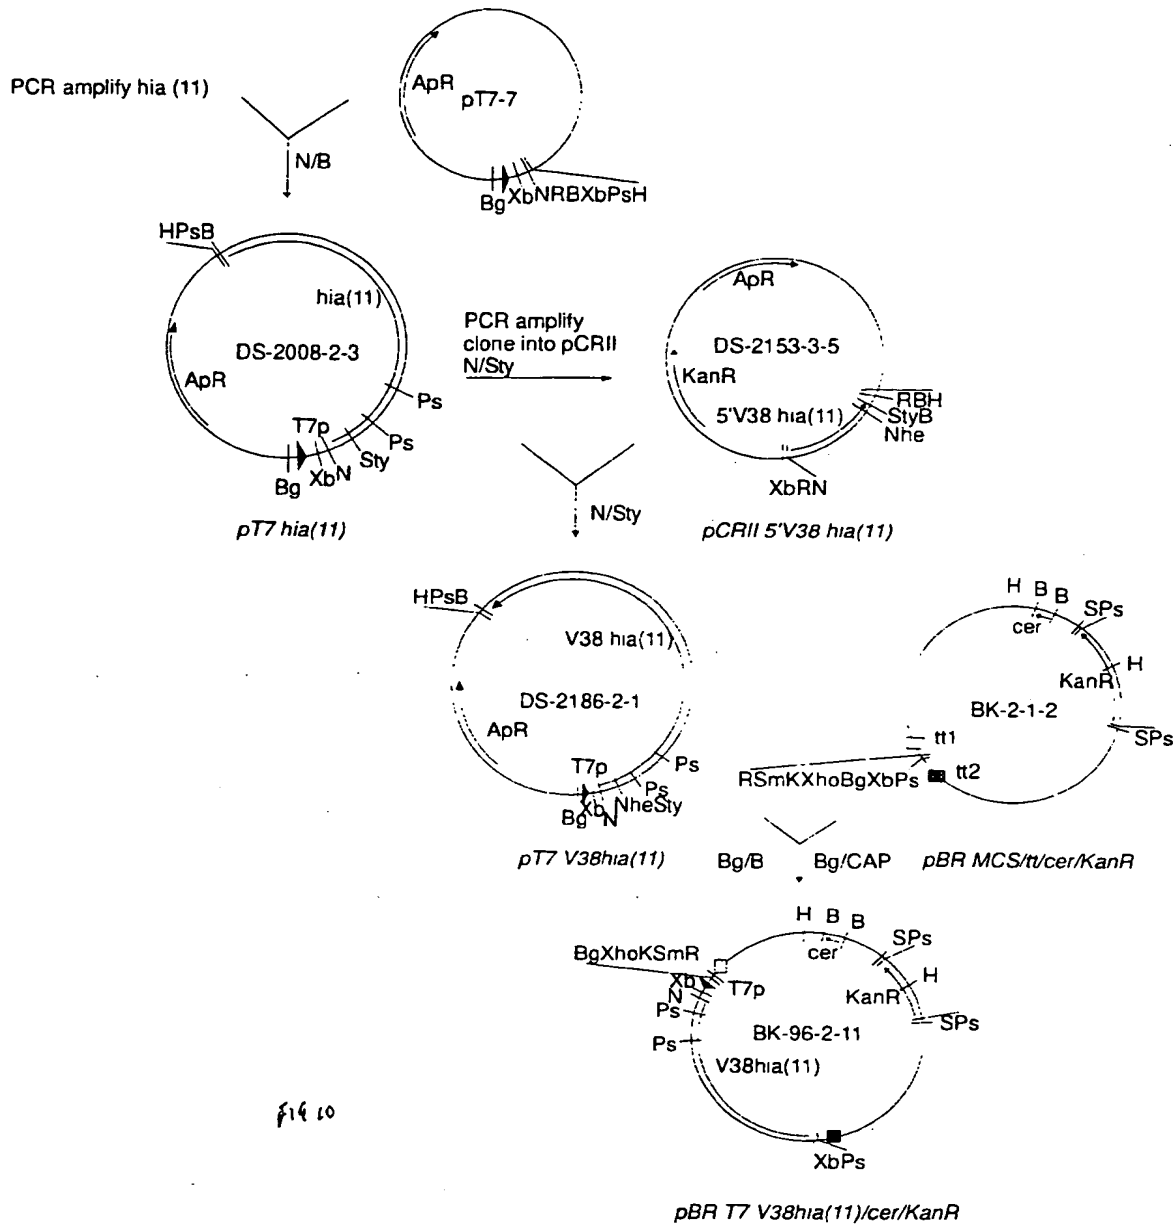 PCR amplify hia (11)
ApR
pT7-7
N/B
Bg
XbNRBXbPsH
HPsB
hia(11)
DS-2008-2-3
ApR
Ps
Ps
T7p
Sty
XbN
Bg
pT7 hia(11)
PCR amplify
clone into pCRII
N/Sty
ApR
DS-2153-3-5
KanR
RBH
StyB
5'V38 hia(11)
Nhe
XbRN
pCRII 5'V38 hia(11)
N/Sty
HPsB
V38 hia(11)
DS-2186-2-1
ApR
T7p
Ps
Ps
NheSty
Xb
N
Bg
pT7 V38hia(11)
H B B
SPs
cer
H
KanR
BK-2-1-2
SPs
tt1
RSmKXhoBgXbPs
tt2
Bg/B
Bg/CAP
pBR MCS/tt/cer/KanR
H B B
SPs
BgXhoKSmR
cer
H
Xb
T7p
N
KanR
Ps
SPs
BK-96-2-11
Ps
V38hia(11)
XbPs
FIG 10
pBR T7 V38hia(11)/cer/KanR